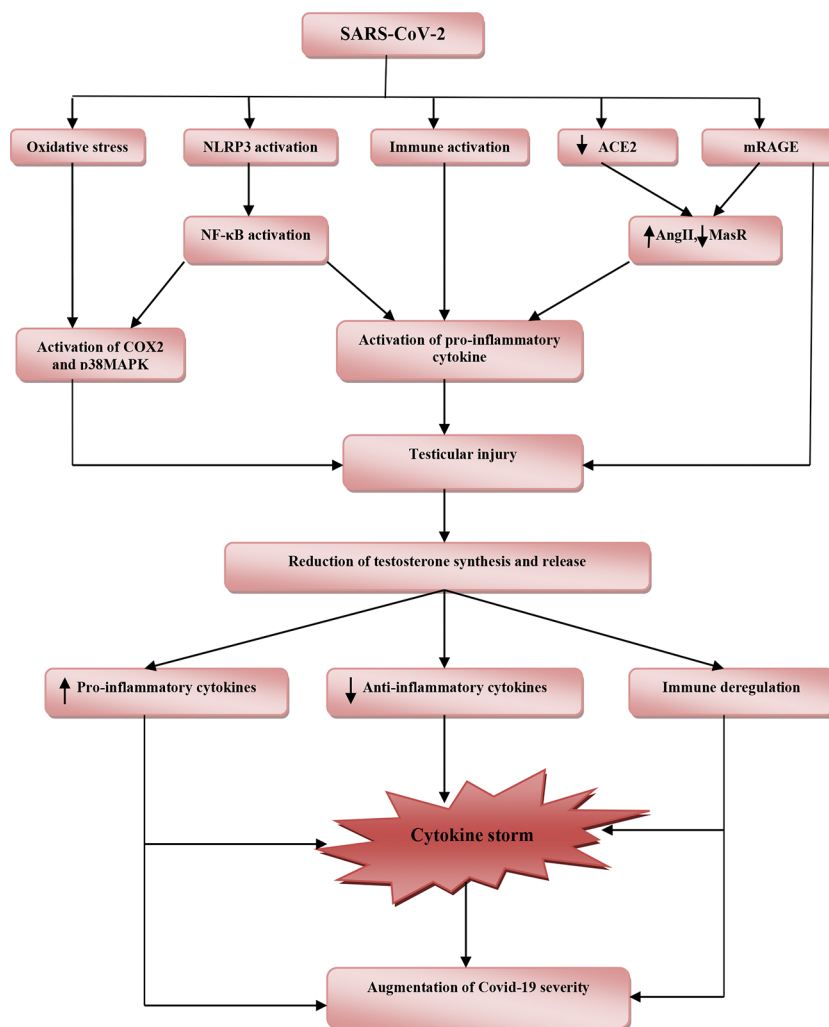 SARS-CoV-2
Oxidative stress
NLRP3 activation
Immune activation
↓ ACE2
mRAGE
NF-κB activation
↑AngII,↓MasR
Activation of COX2
and p38MAPK
Activation of pro-inflammatory
cytokine
Testicular injury
Reduction of testosterone synthesis and release
↑ Pro-inflammatory cytokines
↓ Anti-inflammatory cytokines
Immune deregulation
Cytokine storm
Augmentation of Covid-19 severity